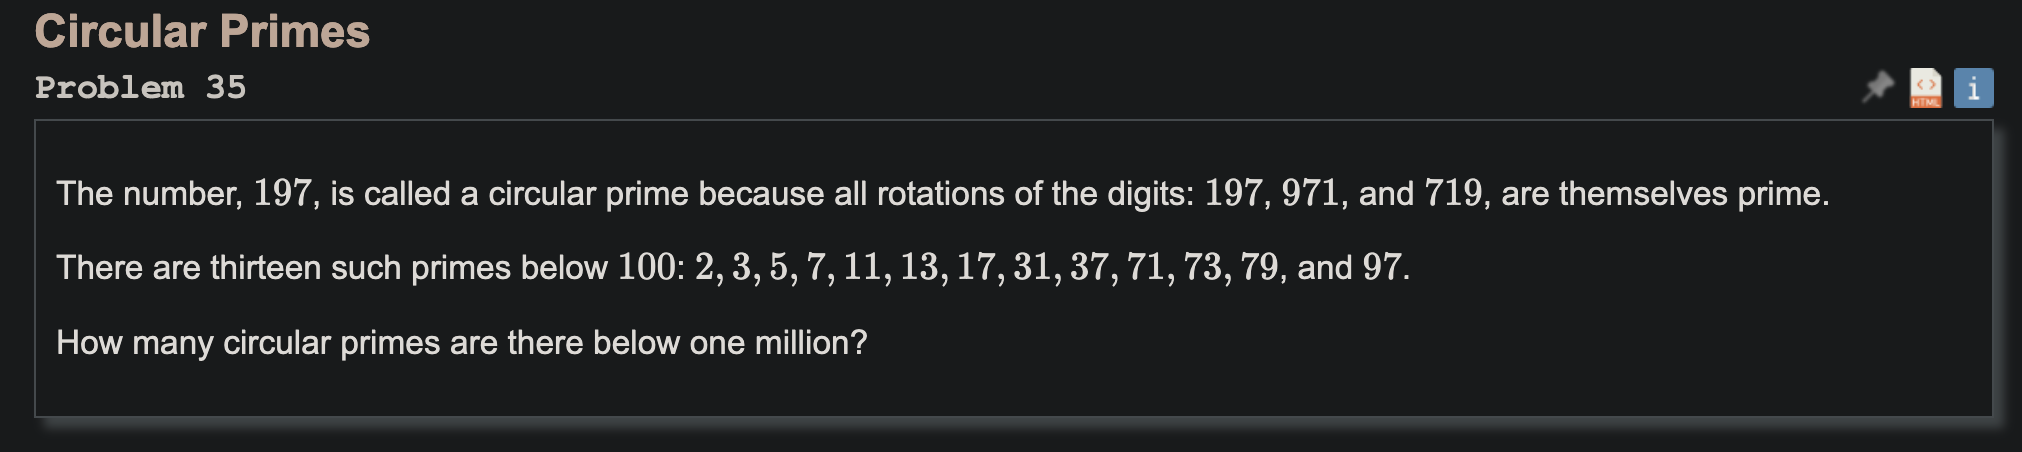 Circular Primes
Problem 35
<>
HTML
i
The number, 197, is called a circular prime because all rotations of the digits: 197, 971, and 719, are themselves prime.
There are thirteen such primes below 100: 2, 3, 5, 7, 11, 13, 17, 31, 37, 71, 73, 79, and 97.
How many circular primes are there below one million?